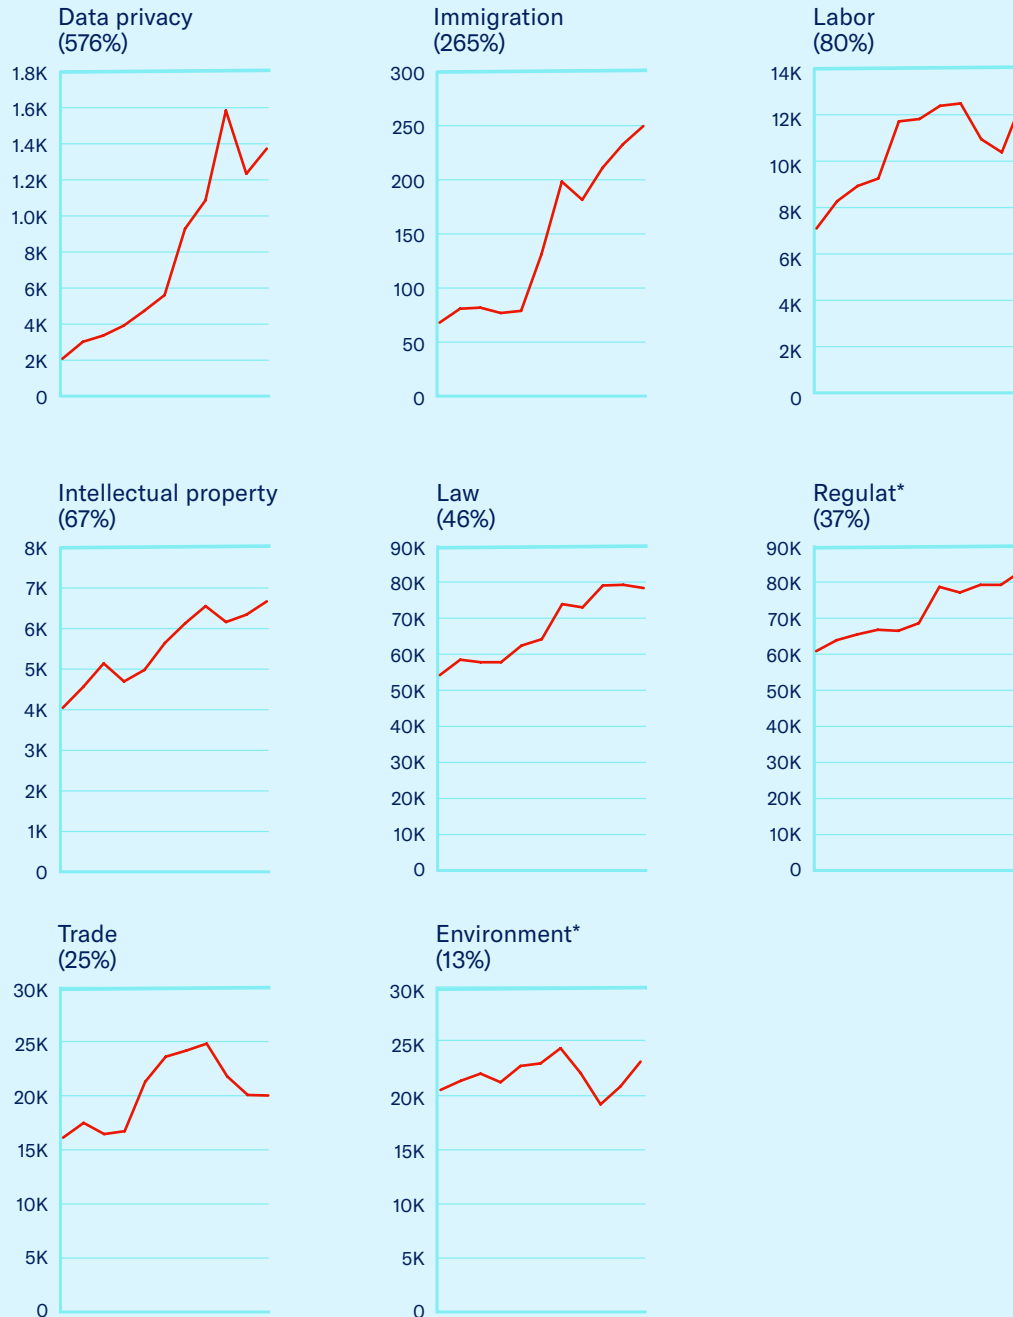 Data privacy
(576%)
1.8K
1.6K
1.4K
1.2K
1.0K
8K
6K
4K
2K
0
Immigration
(265%)
300
250
200
150
100
50
0
Labor
(80%)
14K
12K
10K
8K
6K
4K
2K
0
Intellectual property
(67%)
8K
7K
6K
5K
4K
3K
2K
1K
0
Law
(46%)
90K
80K
70K
60K
50K
40K
30K
20K
10K
0
Regulat*
(37%)
90K
80K
70K
60K
50K
40K
30K
20K
10K
0
Trade
(25%)
30K
25K
20K
15K
10K
5K
0
Environment*
(13%)
30K
25K
20K
15K
10K
5K
0